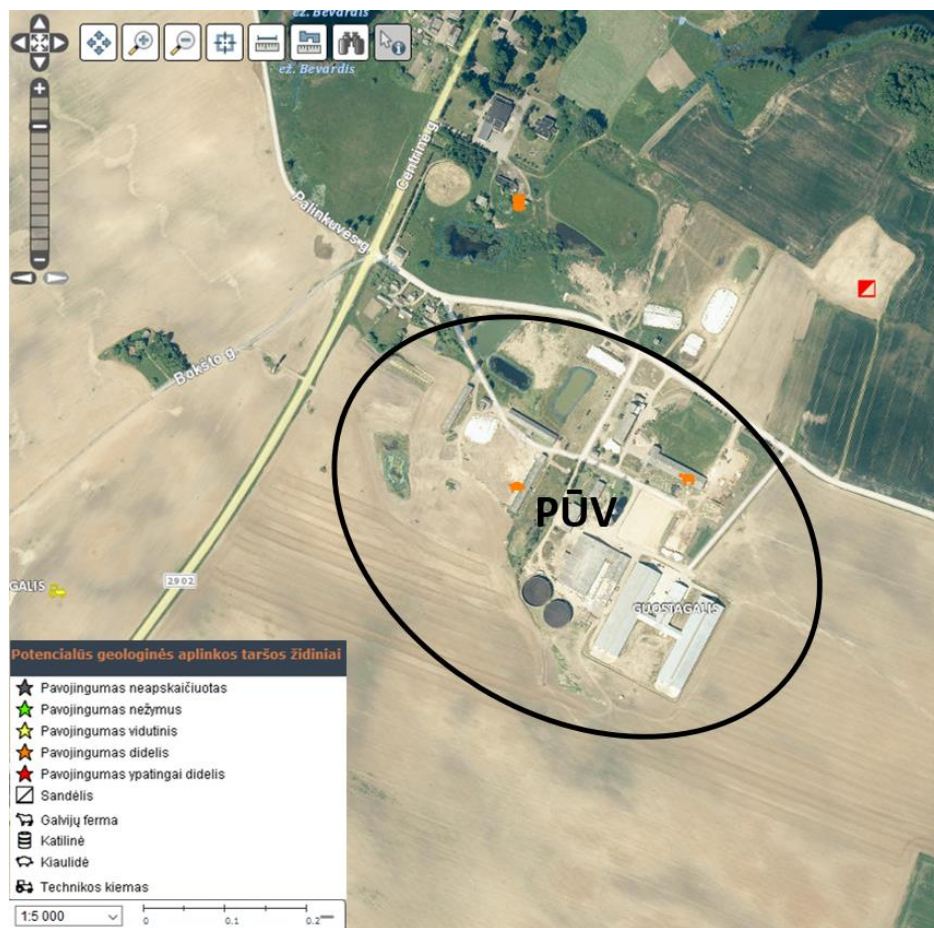 ež. Bevardis
ež. Bevardis
Centrinė g.
Palinkuvės g.
Bokšto g.
PŪV
GALIS
2902
GUOSTAGALIS
Potencialūs geologinės aplinkos taršos židiniai
Pavojingumas neapskaičiuotas
Pavojingumas nežymus
Pavojingumas vidutinis
Pavojingumas didelis
Pavojingumas ypatingai didelis
Sandėlis
Galvijų ferma
Katilinė
Kiaulidė
Technikos kiemas
1:5 000
0 0.1 0.2